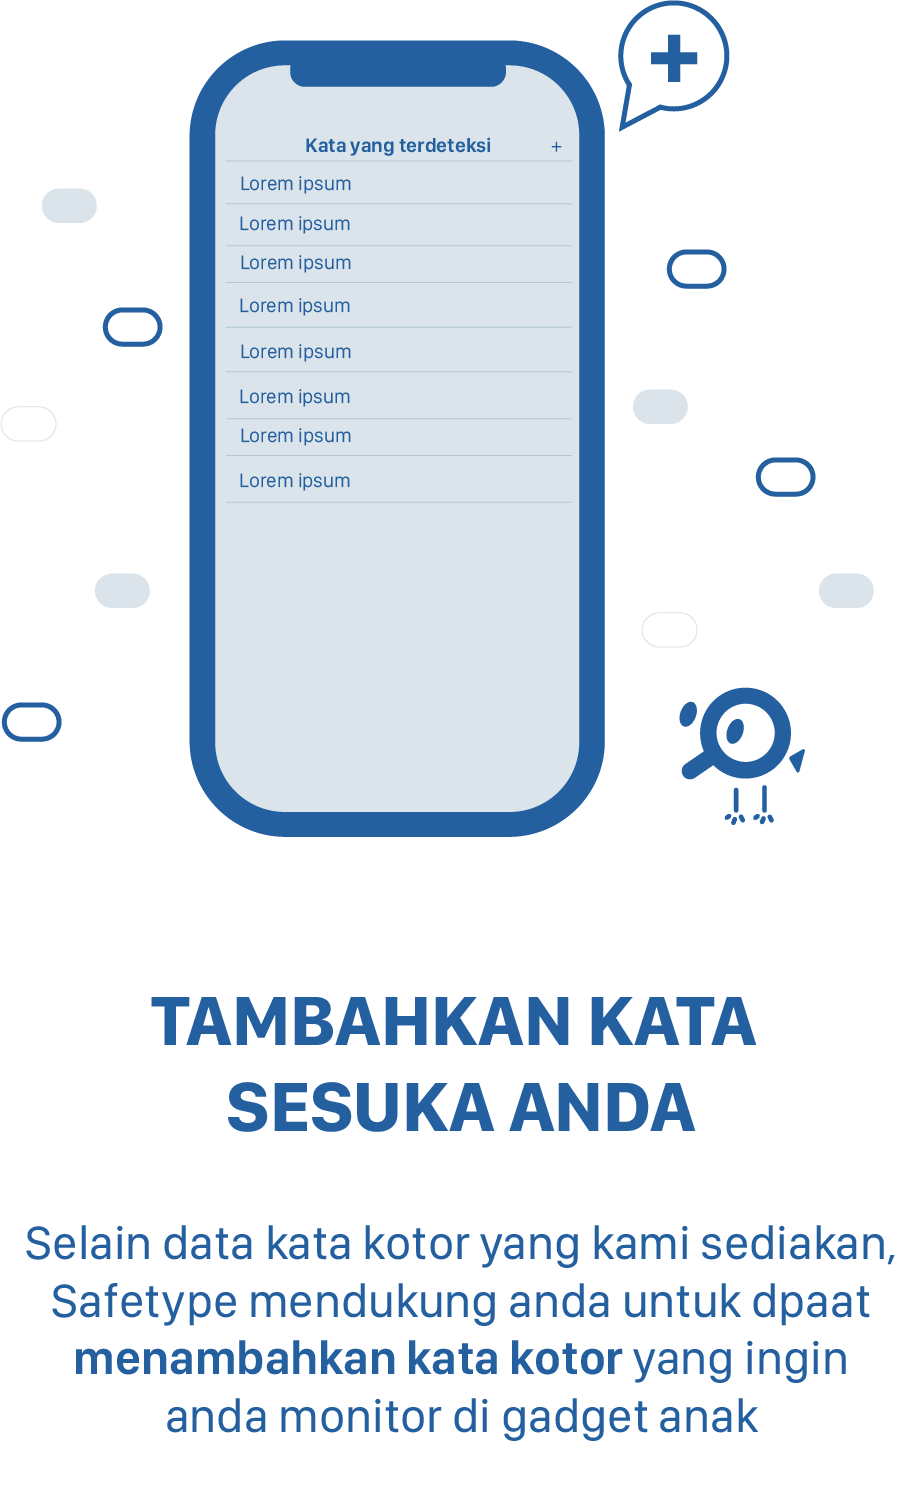 Kata yang terdeteksi +
Lorem ipsum
Lorem ipsum
Lorem ipsum
Lorem ipsum
Lorem ipsum
Lorem ipsum
Lorem ipsum
Lorem ipsum
TAMBAHKAN KATA
SESUKA ANDA
Selain data kata kotor yang kami sediakan,
Safetype mendukung anda untuk dpaat
menambahkan kata kotor yang ingin
anda monitor di gadget anak